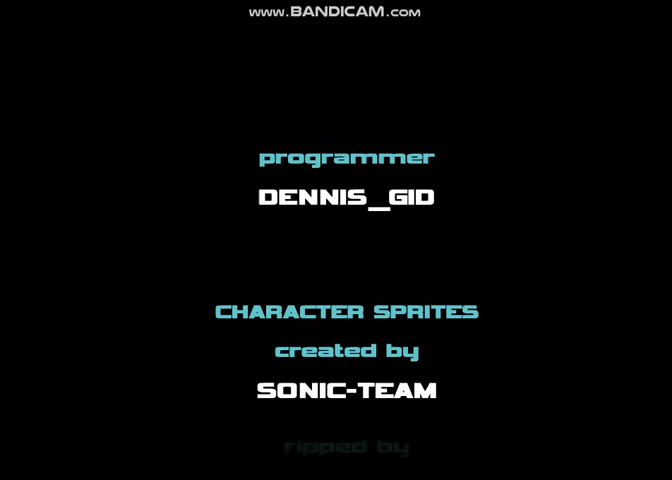 www.BANDICAM.com
programmer
DENNIS_GID
CHARACTER SPRITES
created by
SONIC-TEAM
ripped by